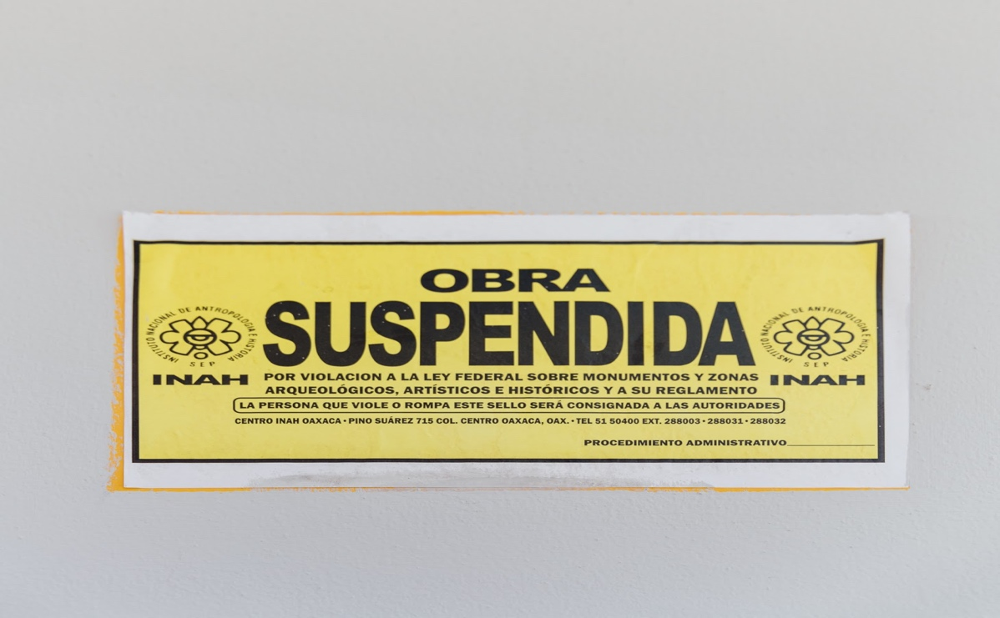 OBRA
SUSPENDIDA
INSTITUTO NACIONAL DE ANTROPOLOGIA E HISTORIA
SEP
INAH
INSTITUTO NACIONAL DE ANTROPOLOGIA E HISTORIA
SEP
INAH
POR VIOLACION A LA LEY FEDERAL SOBRE MONUMENTOS Y ZONAS
ARQUEOLÓGICOS, ARTÍSTICOS E HISTÓRICOS Y A SU REGLAMENTO
LA PERSONA QUE VIOLE O ROMPA ESTE SELLO SERÁ CONSIGNADA A LAS AUTORIDADES
CENTRO INAH OAXACA • PINO SUÁREZ 715 COL. CENTRO OAXACA, OAX. • TEL 51 50400 EXT. 288003 • 288031 • 288032
PROCEDIMIENTO ADMINISTRATIVO